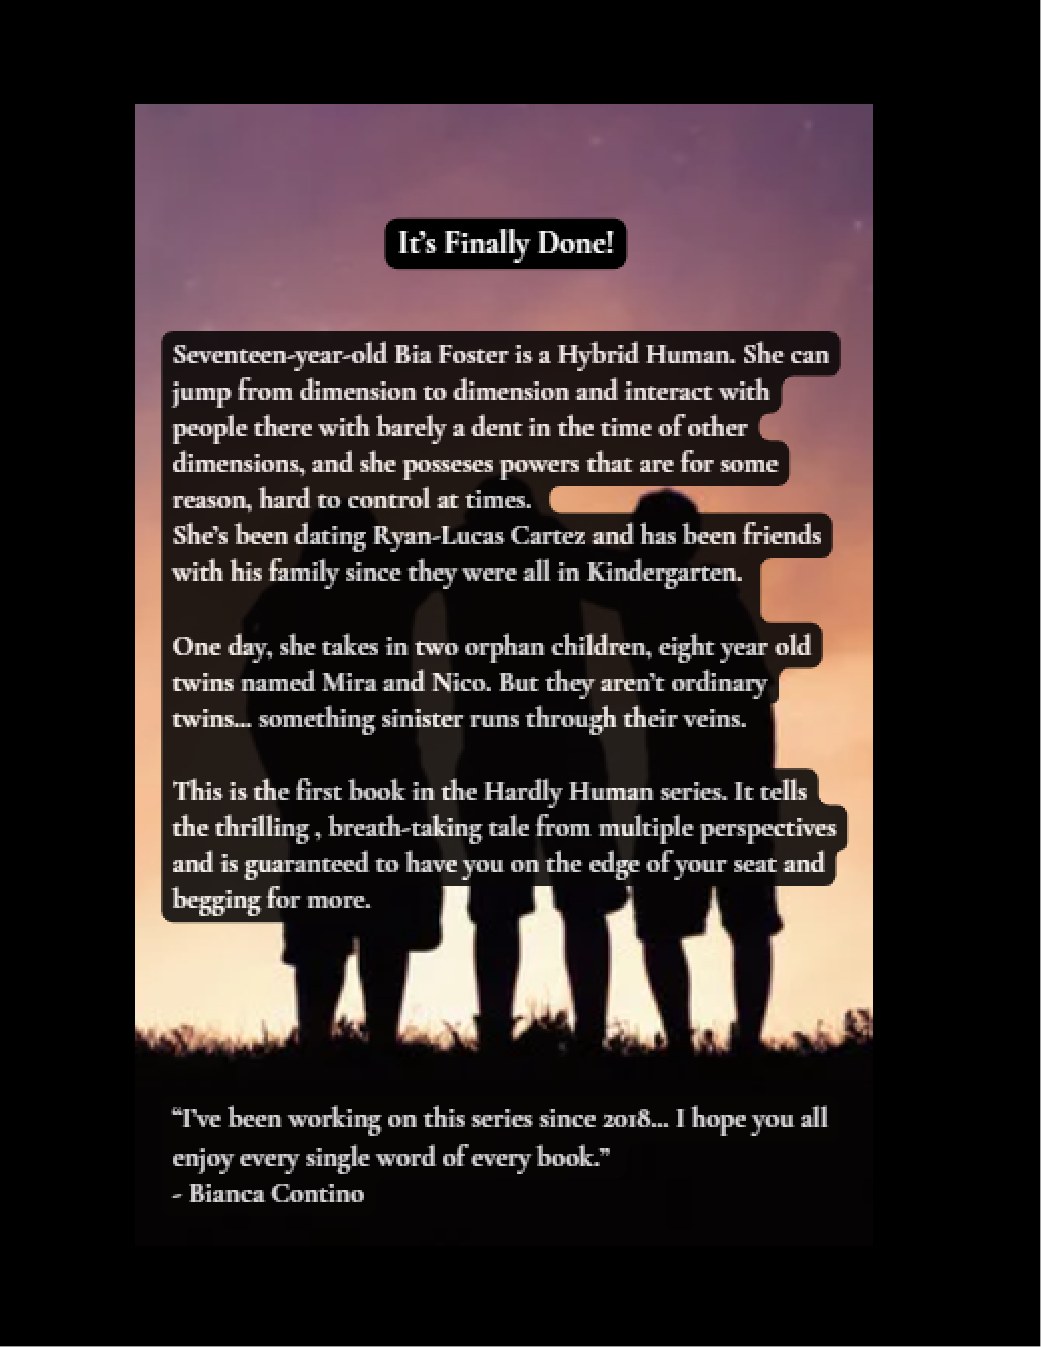 It's Finally Done!
Seventeen-year-old Bia Foster is a Hybrid Human. She can
jump from dimension to dimension and interact with
people there with barely a dent in the time of other
dimensions, and she posseses powers that are for some
reason, hard to control at times.
She's been dating Ryan-Lucas Cartez and has been friends
with his family since they were all in Kindergarten.
One day, she takes in two orphan children, eight year old
twins named Mira and Nico. But they aren't ordinary
twins... something sinister runs through their veins.
This is the first book in the Hardly Human series. It tells
the thrilling , breath-taking tale from multiple perspectives
and is guaranteed to have you on the edge of your seat and
begging for more.
“I've been working on this series since 2018... I hope you all
enjoy every single word of every book.”
- Bianca Contino